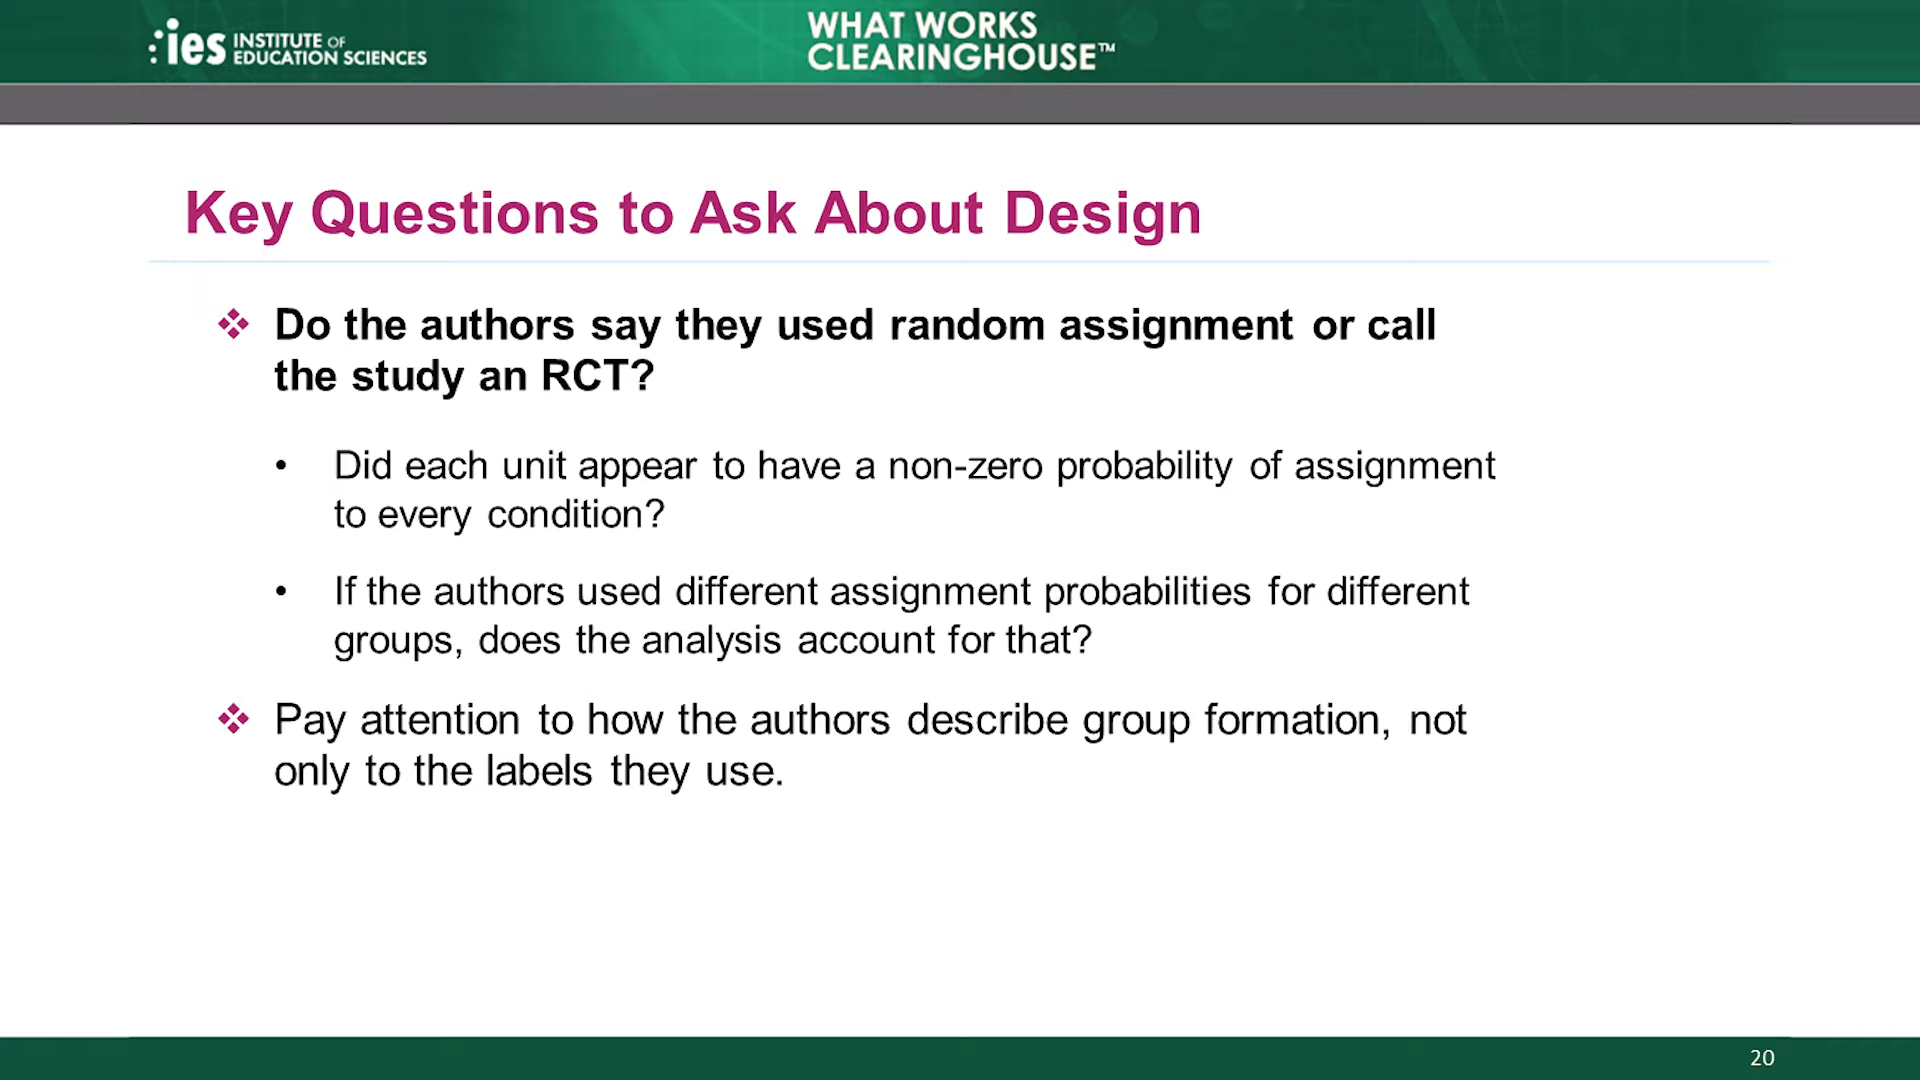 ies INSTITUTE OF
EDUCATION SCIENCES
WHAT WORKS
CLEARINGHOUSE™
Key Questions to Ask About Design
❖ Do the authors say they used random assignment or call
the study an RCT?
• Did each unit appear to have a non-zero probability of assignment
to every condition?
• If the authors used different assignment probabilities for different
groups, does the analysis account for that?
❖ Pay attention to how the authors describe group formation, not
only to the labels they use.
20